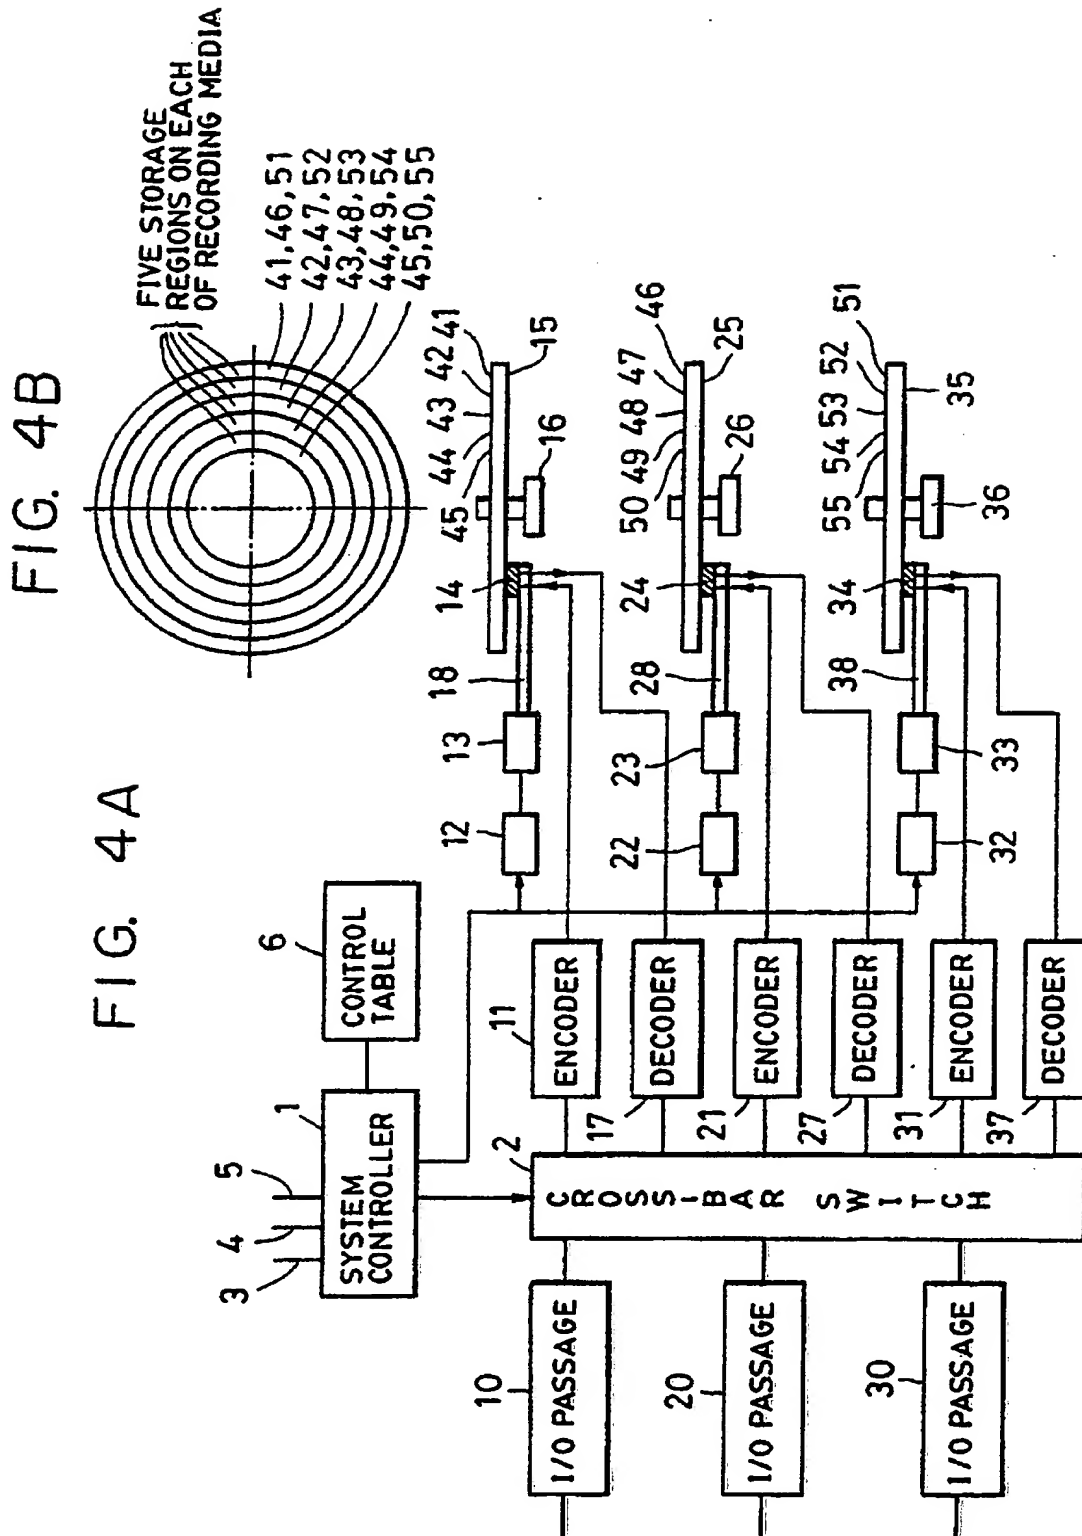 FIG. 4A
FIG. 4B
FIVE STORAGE
REGIONS ON EACH
OF RECORDING MEDIA
41,46,51
42,47,52
43,48,53
44,49,54
45,50,55
3
4
5
1
SYSTEM
CONTROLLER
6
CONTROL
TABLE
2
CROSS-BAR SWITCH
10
I/O PASSAGE
20
I/O PASSAGE
30
I/O PASSAGE
11
ENCODER
17
DECODER
21
ENCODER
27
DECODER
31
ENCODER
37
DECODER
12
13
18
14
45
44
43
42
41
15
16
22
23
28
24
50
49
48
47
46
25
26
32
33
38
34
55
54
53
52
51
35
36